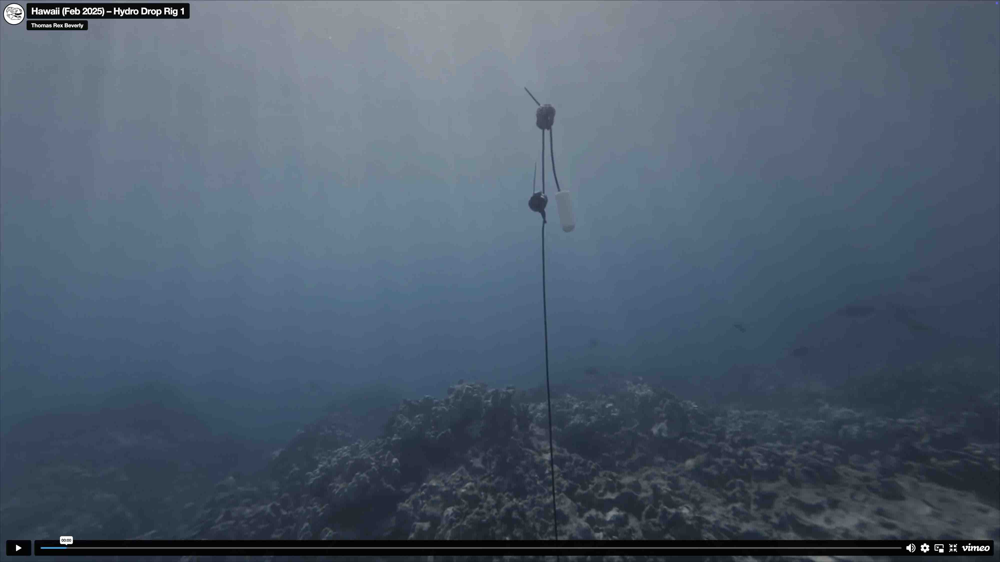 Hawaii (Feb 2025) – Hydro Drop Rig 1
Thomas Rex Beverly
00:00
vimeo